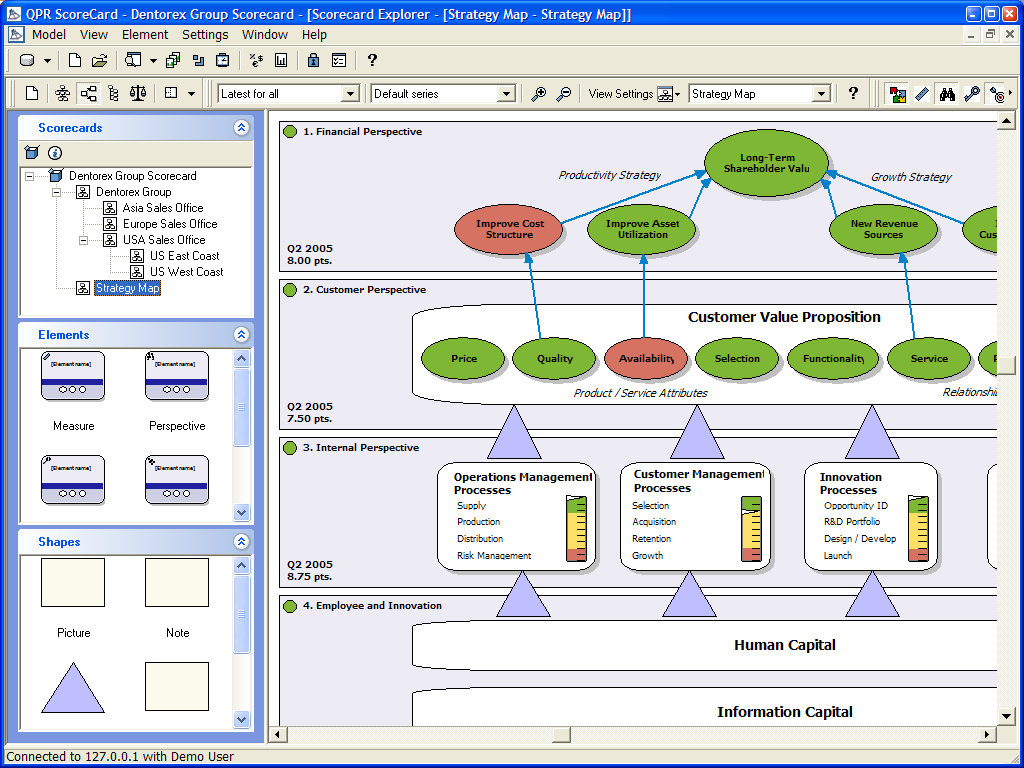 QPR ScoreCard - Dentorex Group Scorecard - [Scorecard Explorer - [Strategy Map - Strategy Map]]
Model View Element Settings Window Help
Latest for all Default series View Settings Strategy Map
Scorecards
Dentorex Group Scorecard
Dentorex Group
Asia Sales Office
Europe Sales Office
USA Sales Office
US East Coast
US West Coast
Strategy Map
Elements
[Element name] [Element name]
Measure Perspective
[Element name] [Element name]
Shapes
Picture Note
1. Financial Perspective
Long-Term
Shareholder Valu
Productivity Strategy Growth Strategy
Improve Cost
Structure
Improve Asset
Utilization
New Revenue
Sources
Q2 2005
8.00 pts.
2. Customer Perspective
Customer Value Proposition
Price Quality Availability Selection Functionality Service
Product / Service Attributes Relationshi
Q2 2005
7.50 pts.
3. Internal Perspective
Operations Management
Processes
Supply
Production
Distribution
Risk Management
Customer Management
Processes
Selection
Acquisition
Retention
Growth
Innovation
Processes
Opportunity ID
R&D Portfolio
Design / Develop
Launch
Q2 2005
8.75 pts.
4. Employee and Innovation
Human Capital
Information Capital
Connected to 127.0.0.1 with Demo User